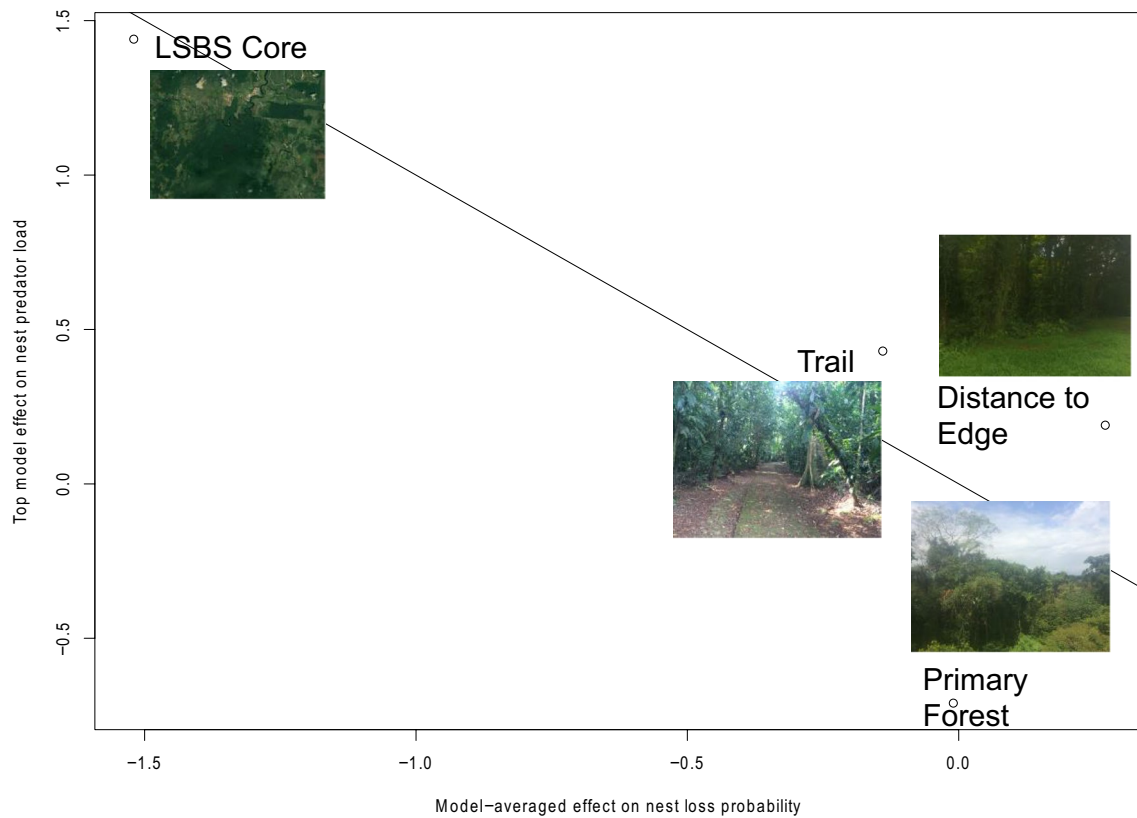 1.5
LSBS Core
1.0
0.5
Trail
Distance to
Edge
0.0
−0.5
Primary
Forest
Top model effect on nest predator load
−1.5
−1.0
−0.5
0.0
Model−averaged effect on nest loss probability